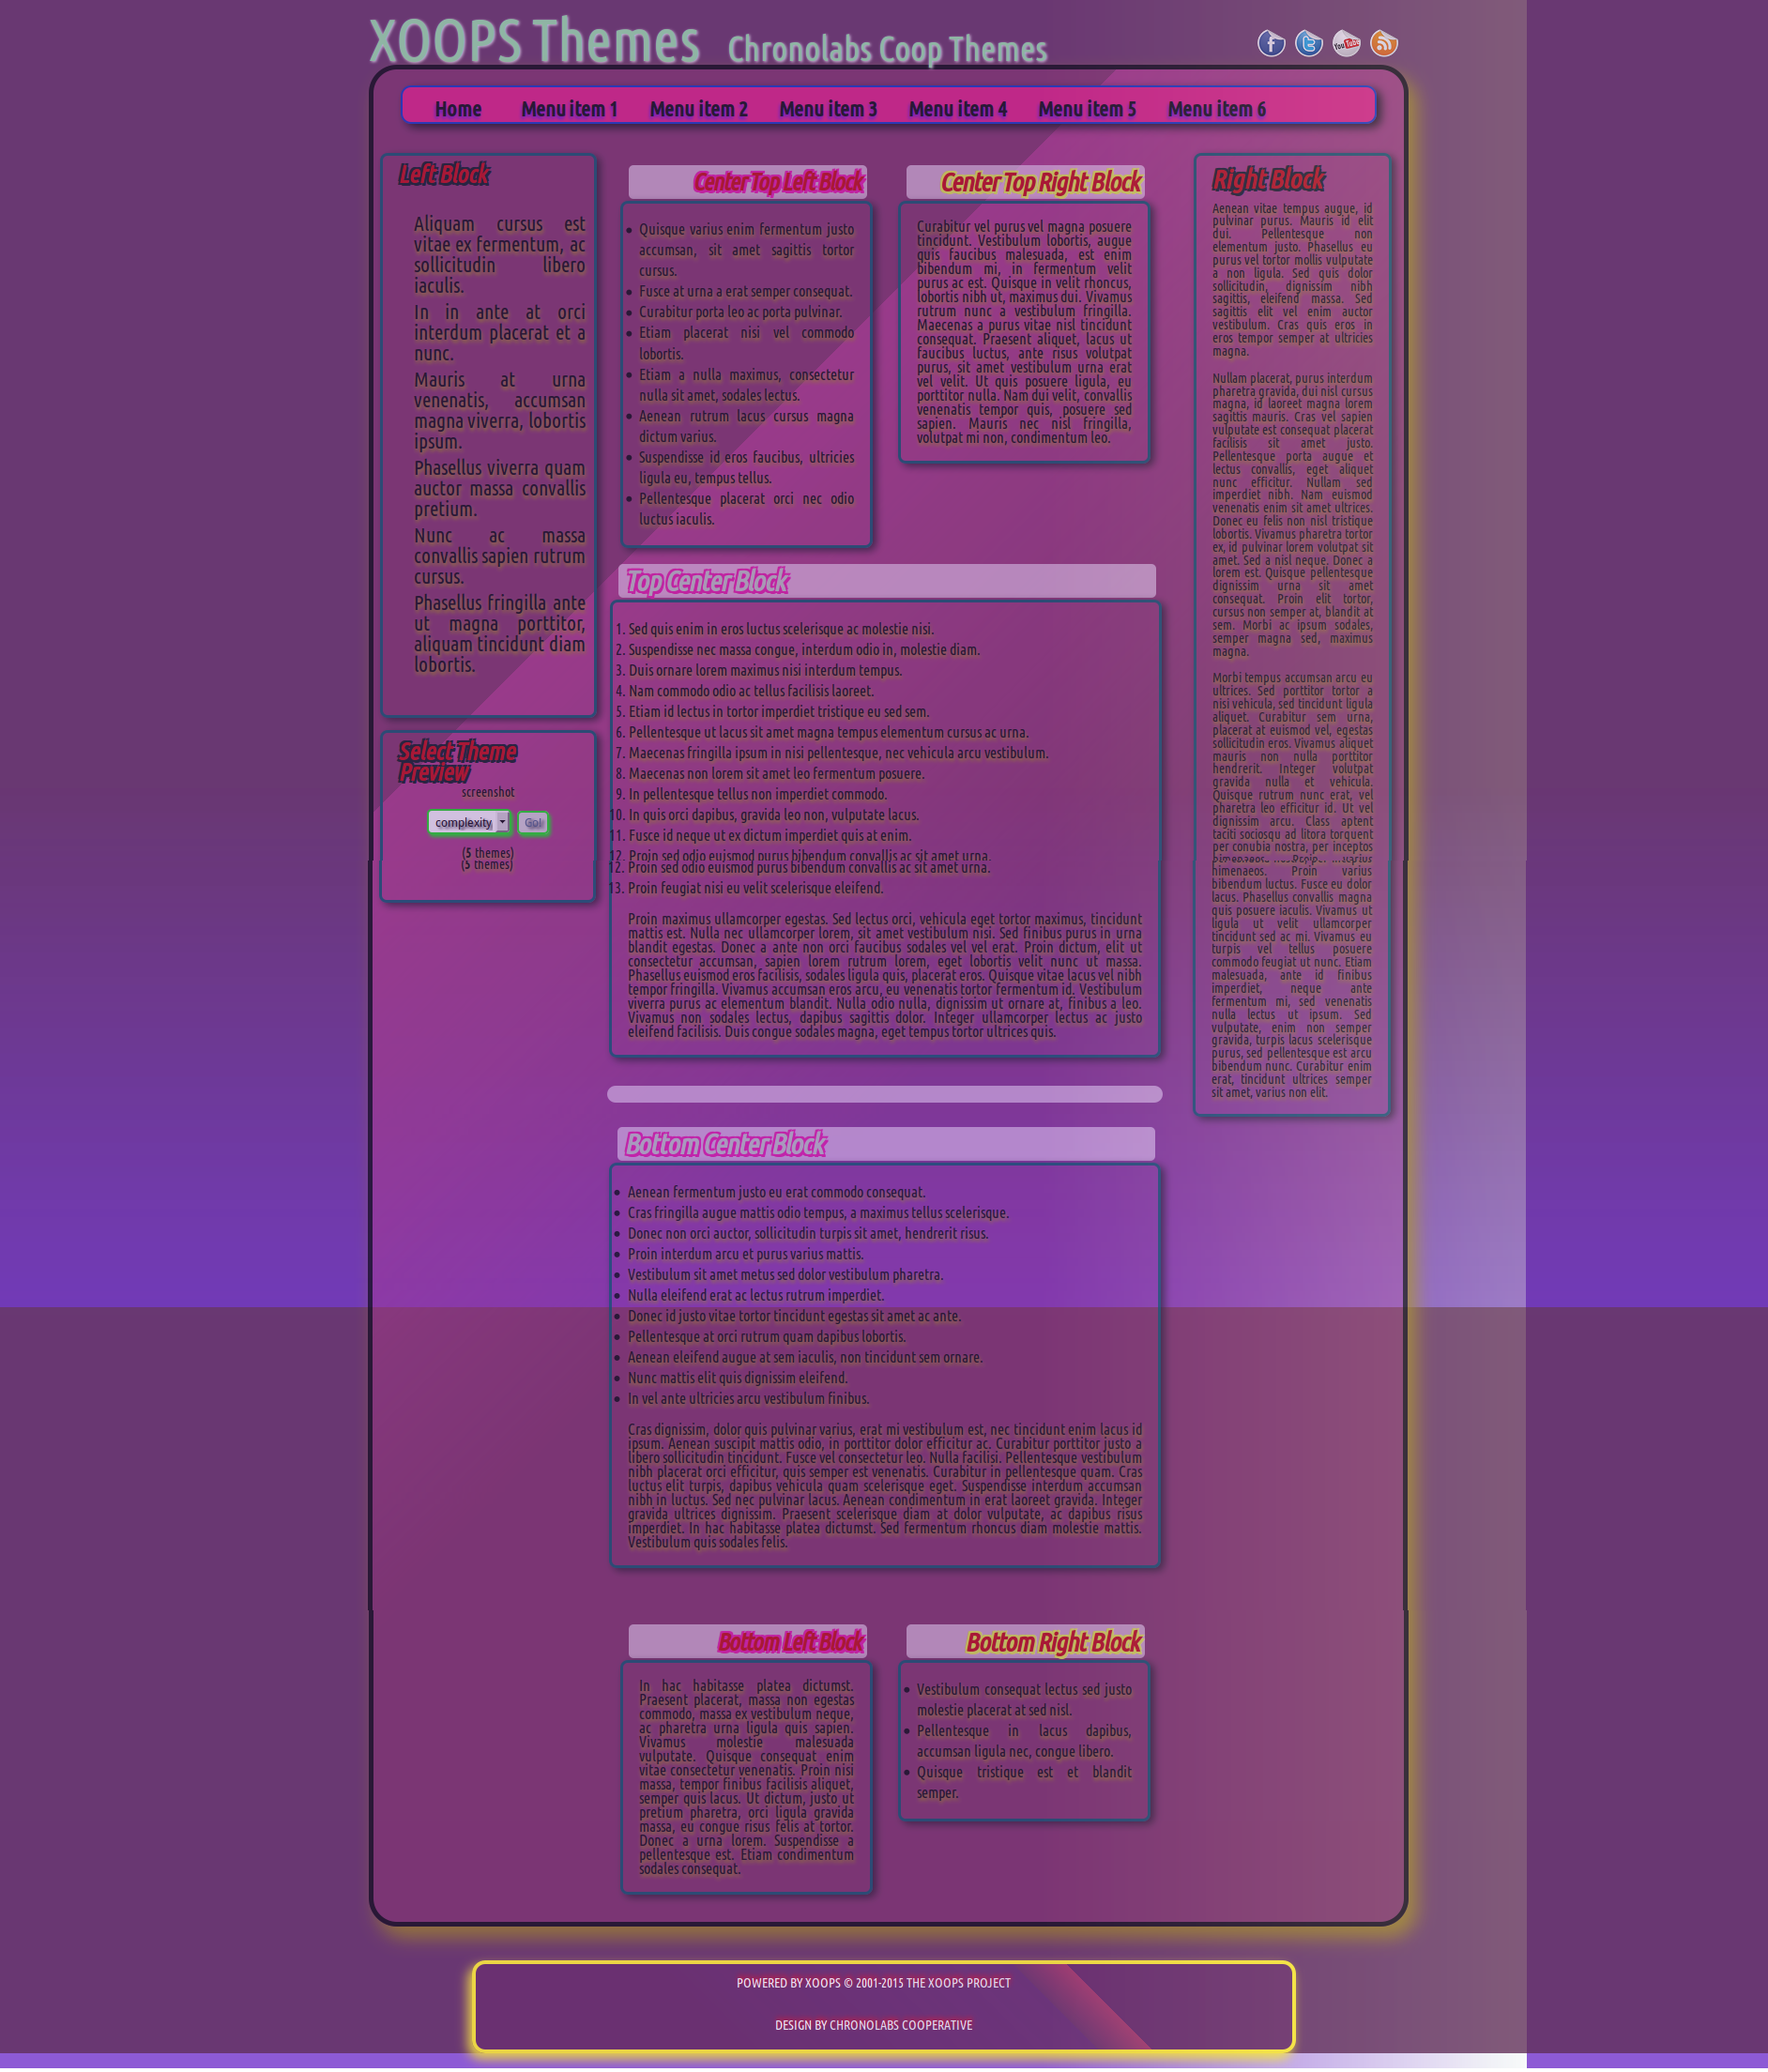 XOOPS Themes Chronolabs Coop Themes
Home Menu item 1 Menu item 2 Menu item 3 Menu item 4 Menu item 5 Menu item 6
Left Block
Aliquam cursus est
vitae ex fermentum, ac
sollicitudin libero
iaculis.
In in ante at orci
interdum placerat et a
nunc.
Mauris at urna
venenatis, accumsan
magna viverra, lobortis
ipsum.
Phasellus viverra quam
auctor massa convallis
pretium.
Nunc ac massa
convallis sapien rutrum
cursus.
Phasellus fringilla ante
ut magna porttitor,
aliquam tincidunt diam
lobortis.
Select Theme
Preview
screenshot
complexity Go!
(5 themes)
(5 themes)
Center Top Left Block
• Quisque varius enim fermentum justo
accumsan, sit amet sagittis tortor
cursus.
• Fusce at urna a erat semper consequat.
• Curabitur porta leo ac porta pulvinar.
• Etiam placerat nisi vel commodo
lobortis.
• Etiam a nulla maximus, consectetur
nulla sit amet, sodales lectus.
• Aenean rutrum lacus cursus magna
dictum varius.
• Suspendisse id eros faucibus, ultricies
ligula eu, tempus tellus.
• Pellentesque placerat orci nec odio
luctus iaculis.
Center Top Right Block
Curabitur vel purus vel magna posuere
tincidunt. Vestibulum lobortis, augue
quis faucibus malesuada, est enim
bibendum mi, in fermentum velit
purus ac est. Quisque in velit rhoncus,
lobortis nibh ut, maximus dui. Vivamus
rutrum nunc a vestibulum fringilla.
Maecenas a purus vitae nisl tincidunt
consequat. Praesent aliquet, lacus ut
faucibus luctus, ante risus volutpat
purus, sit amet vestibulum urna erat
vel velit. Ut quis posuere ligula, eu
porttitor nulla. Nam dui velit, convallis
venenatis tempor quis, posuere sed
sapien. Mauris nec nisl fringilla,
volutpat mi non, condimentum leo.
Top Center Block
1. Sed quis enim in eros luctus scelerisque ac molestie nisi.
2. Suspendisse nec massa congue, interdum odio in, molestie diam.
3. Duis ornare lorem maximus nisi interdum tempus.
4. Nam commodo odio ac tellus facilisis laoreet.
5. Etiam id lectus in tortor imperdiet tristique eu sed sem.
6. Pellentesque ut lacus sit amet magna tempus elementum cursus ac urna.
7. Maecenas fringilla ipsum in nisi pellentesque, nec vehicula arcu vestibulum.
8. Maecenas non lorem sit amet leo fermentum posuere.
9. In pellentesque tellus non imperdiet commodo.
10. In quis orci dapibus, gravida leo non, vulputate lacus.
11. Fusce id neque ut ex dictum imperdiet quis at enim.
12. Proin sed odio euismod purus bibendum convallis ac sit amet urna.
12. Proin sed odio euismod purus bibendum convallis ac sit amet urna.
13. Proin feugiat nisi eu velit scelerisque eleifend.
Proin maximus ullamcorper egestas. Sed lectus orci, vehicula eget tortor maximus, tincidunt
mattis est. Nulla nec ullamcorper lorem, sit amet vestibulum nisi. Sed finibus purus in urna
blandit egestas. Donec a ante non orci faucibus sodales vel vel erat. Proin dictum, elit ut
consectetur accumsan, sapien lorem rutrum lorem, eget lobortis velit nunc ut massa.
Phasellus euismod eros facilisis, sodales ligula quis, placerat eros. Quisque vitae lacus vel nibh
tempor fringilla. Vivamus accumsan eros arcu, eu venenatis tortor fermentum id. Vestibulum
viverra purus ac elementum blandit. Nulla odio nulla, dignissim ut ornare at, finibus a leo.
Vivamus non sodales lectus, dapibus sagittis dolor. Integer ullamcorper lectus ac justo
eleifend facilisis. Duis congue sodales magna, eget tempus tortor ultrices quis.
Bottom Center Block
• Aenean fermentum justo eu erat commodo consequat.
• Cras fringilla augue mattis odio tempus, a maximus tellus scelerisque.
• Donec non orci auctor, sollicitudin turpis sit amet, hendrerit risus.
• Proin interdum arcu et purus varius mattis.
• Vestibulum sit amet metus sed dolor vestibulum pharetra.
• Nulla eleifend erat ac lectus rutrum imperdiet.
• Donec id justo vitae tortor tincidunt egestas sit amet ac ante.
• Pellentesque at orci rutrum quam dapibus lobortis.
• Aenean eleifend augue at sem iaculis, non tincidunt sem ornare.
• Nunc mattis elit quis dignissim eleifend.
• In vel ante ultricies arcu vestibulum finibus.
Cras dignissim, dolor quis pulvinar varius, erat mi vestibulum est, nec tincidunt enim lacus id
ipsum. Aenean suscipit mattis odio, in porttitor dolor efficitur ac. Curabitur porttitor justo a
libero sollicitudin tincidunt. Fusce vel consectetur leo. Nulla facilisi. Pellentesque vestibulum
nibh placerat orci efficitur, quis semper est venenatis. Curabitur in pellentesque quam. Cras
luctus elit turpis, dapibus vehicula quam scelerisque eget. Suspendisse interdum accumsan
nibh in luctus. Sed nec pulvinar lacus. Aenean condimentum in erat laoreet gravida. Integer
gravida ultrices dignissim. Praesent scelerisque diam at dolor vulputate, ac dapibus risus
imperdiet. In hac habitasse platea dictumst. Sed fermentum rhoncus diam molestie mattis.
Vestibulum quis sodales felis.
Bottom Left Block
In hac habitasse platea dictumst.
Praesent placerat, massa non egestas
commodo, massa ex vestibulum neque,
ac pharetra urna ligula quis sapien.
Vivamus molestie malesuada
vulputate. Quisque consequat enim
vitae consectetur venenatis. Proin nisi
massa, tempor finibus facilisis aliquet,
semper quis lacus. Ut dictum, justo ut
pretium pharetra, orci ligula gravida
massa, eu congue risus felis at tortor.
Donec a urna lorem. Suspendisse a
pellentesque est. Etiam condimentum
sodales consequat.
Bottom Right Block
• Vestibulum consequat lectus sed justo
molestie placerat at sed nisl.
• Pellentesque in lacus dapibus,
accumsan ligula nec, congue libero.
• Quisque tristique est et blandit
semper.
Right Block
Aenean vitae tempus augue, id
pulvinar purus. Mauris id elit
dui. Pellentesque non
elementum justo. Phasellus eu
purus vel tortor mollis vulputate
a non ligula. Sed quis dolor
sollicitudin, dignissim nibh
sagittis, eleifend massa. Sed
sagittis elit vel enim auctor
vestibulum. Cras quis eros in
eros tempor semper at ultricies
magna.
Nullam placerat, purus interdum
pharetra gravida, dui nisl cursus
magna, id laoreet magna lorem
sagittis mauris. Cras vel sapien
vulputate est consequat placerat
facilisis sit amet justo.
Pellentesque porta augue et
lectus convallis, eget aliquet
nunc efficitur. Nullam sed
imperdiet nibh. Nam euismod
venenatis enim sit amet ultrices.
Donec eu felis non nisl tristique
lobortis. Vivamus pharetra tortor
ex, id pulvinar lorem volutpat sit
amet. Sed a nisl neque. Donec a
lorem est. Quisque pellentesque
dignissim urna sit amet
consequat. Proin elit tortor,
cursus non semper at, blandit at
sem. Morbi ac ipsum sodales,
semper magna sed, maximus
magna.
Morbi tempus accumsan arcu eu
ultrices. Sed porttitor tortor a
nisi vehicula, sed tincidunt ligula
aliquet. Curabitur sem urna,
placerat at euismod vel, egestas
sollicitudin eros. Vivamus aliquet
mauris non nulla porttitor
hendrerit. Integer volutpat
gravida nulla et vehicula.
Quisque rutrum nunc erat, vel
pharetra leo efficitur id. Ut vel
dignissim arcu. Class aptent
taciti sociosqu ad litora torquent
per conubia nostra, per inceptos
himenaeos. Proin varius
bibendum luctus. Fusce eu dolor
lacus. Phasellus convallis magna
quis posuere iaculis. Vivamus ut
ligula ut velit ullamcorper
tincidunt sed ac mi. Vivamus eu
turpis vel tellus posuere
commodo feugiat ut nunc. Etiam
malesuada, ante id finibus
imperdiet, neque ante
fermentum mi, sed venenatis
nulla lectus ut ipsum. Sed
vulputate, enim non semper
gravida, turpis lacus scelerisque
purus, sed pellentesque est arcu
bibendum nunc. Curabitur enim
erat, tincidunt ultrices semper
sit amet, varius non elit.
POWERED BY XOOPS © 2001-2015 THE XOOPS PROJECT
DESIGN BY CHRONOLABS COOPERATIVE